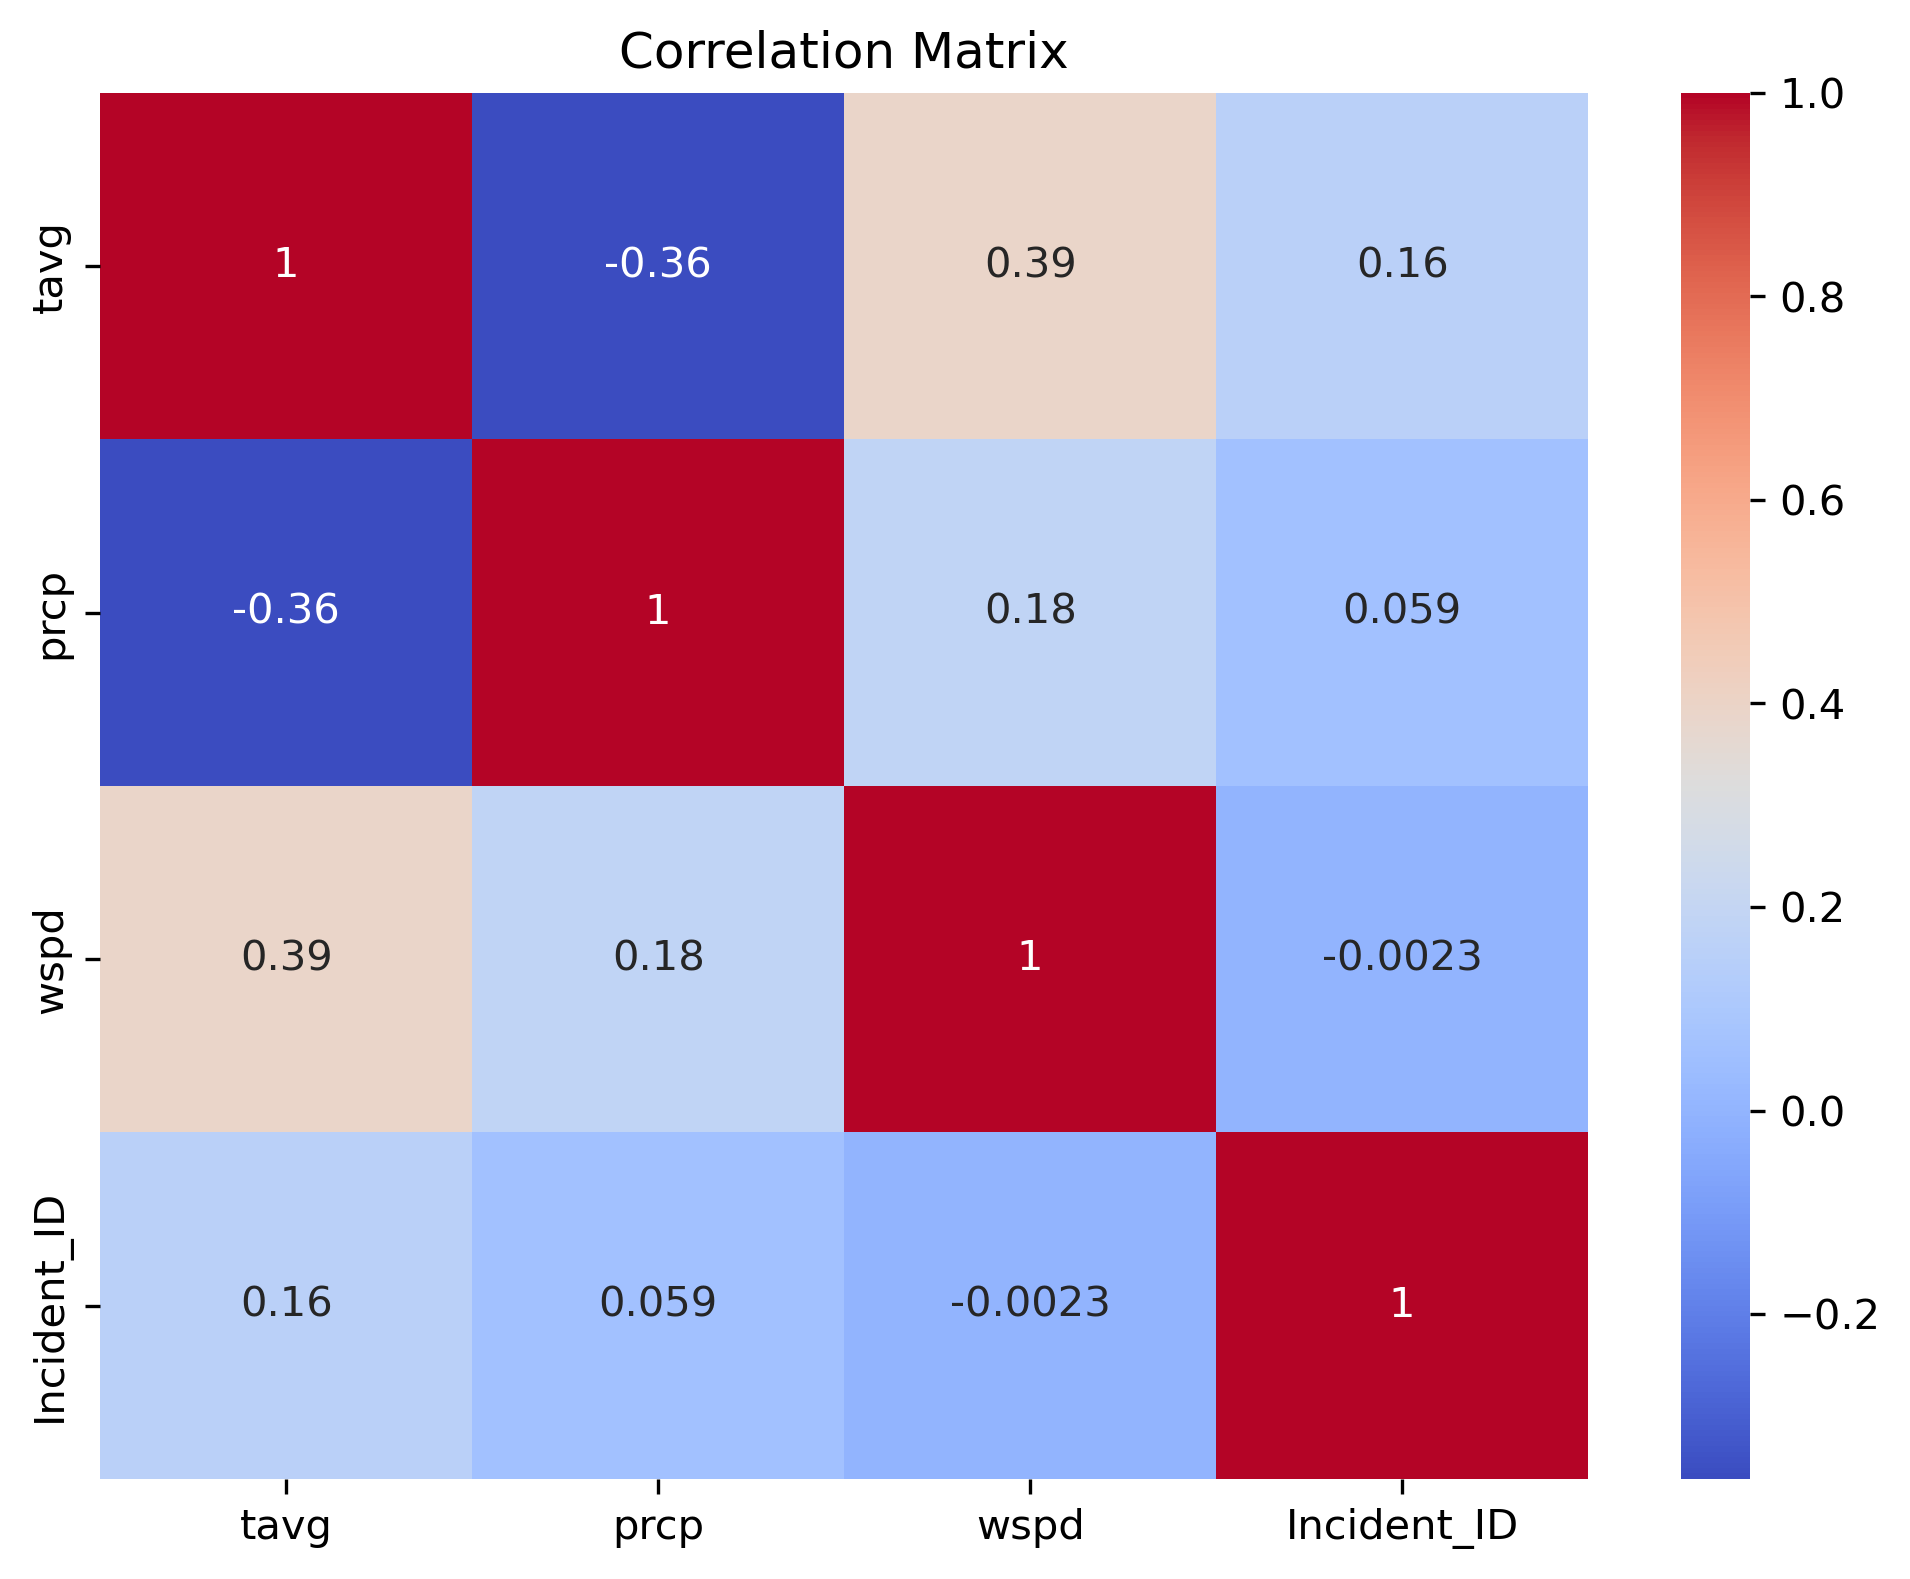 Correlation Matrix
tavg 1 -0.36 0.39 0.16
prcp -0.36 1 0.18 0.059
wspd 0.39 0.18 1 -0.0023
Incident_ID 0.16 0.059 -0.0023 1
tavg prcp wspd Incident_ID
1.0
0.8
0.6
0.4
0.2
0.0
−0.2